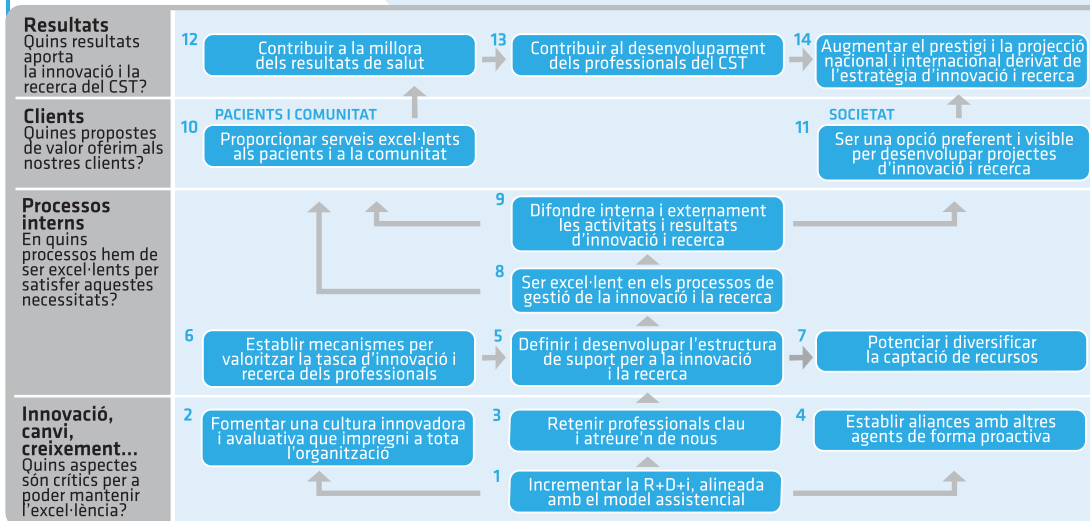 Resultats
Quins resultats
aporta
la innovació i la
recerca del CST?
12
Contribuir a la millora
dels resultats de salut
13
Contribuir al desenvolupament
dels professionals del CST
14
Augmentar el prestigi i la projecció
nacional i internacional derivat de
l'estratègia d'innovació i recerca
Clients
Quines propostes
de valor oferim als
nostres clients?
PACIENTS I COMUNITAT
10
Proporcionar serveis excel·lents
als pacients i a la comunitat
SOCIETAT
11
Ser una opció preferent i visible
per desenvolupar projectes
d'innovació i recerca
Processos
interns
En quins
processos hem de
ser excel·lents per
satisfer aquestes
necessitats?
9
Difondre interna i externament
les activitats i resultats
d'innovació i recerca
8
Ser excel·lent en els processos de
gestió de la innovació i la recerca
6
Establir mecanismes per
valoritzar la tasca d'innovació i
recerca dels professionals
5
Definir i desenvolupar l'estructura
de suport per a la innovació
i la recerca
7
Potenciar i diversificar
la captació de recursos
Innovació,
canvi,
creixement...
Quins aspectes
són crítics per a
poder mantenir
l'excel·lència?
2
Fomentar una cultura innovadora
i avaluativa que impregni a tota
l'organització
3
Retenir professionals clau
i atreure'n de nous
4
Establir aliances amb altres
agents de forma proactiva
1
Incrementar la R+D+i, alineada
amb el model assistencial